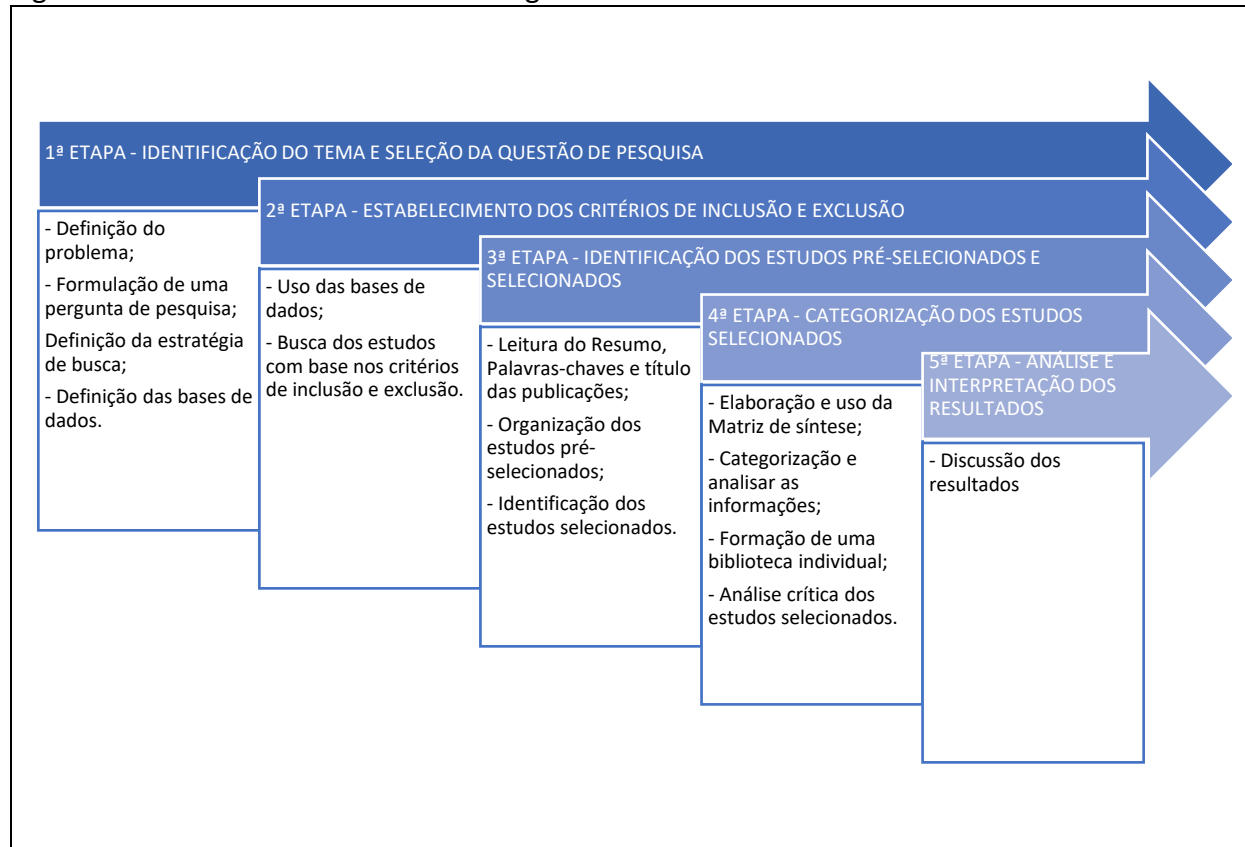 1ª ETAPA - IDENTIFICAÇÃO DO TEMA E SELEÇÃO DA QUESTÃO DE PESQUISA
- Definição do
problema;
- Formulação de uma
pergunta de pesquisa;
Definição da estratégia
de busca;
- Definição das bases de
dados.
2ª ETAPA - ESTABELECIMENTO DOS CRITÉRIOS DE INCLUSÃO E EXCLUSÃO
- Uso das bases de
dados;
- Busca dos estudos
com base nos critérios
de inclusão e exclusão.
3ª ETAPA - IDENTIFICAÇÃO DOS ESTUDOS PRÉ-SELECIONADOS E
SELECIONADOS
- Leitura do Resumo,
Palavras-chaves e título
das publicações;
- Organização dos
estudos pré-
selecionados;
- Identificação dos
estudos selecionados.
4ª ETAPA - CATEGORIZAÇÃO DOS ESTUDOS
SELECIONADOS
- Elaboração e uso da
Matriz de síntese;
- Categorização e
analisar as
informações;
- Formação de uma
biblioteca individual;
- Análise crítica dos
estudos selecionados.
5ª ETAPA - ANÁLISE E
INTERPRETAÇÃO DOS
RESULTADOS
- Discussão dos
resultados